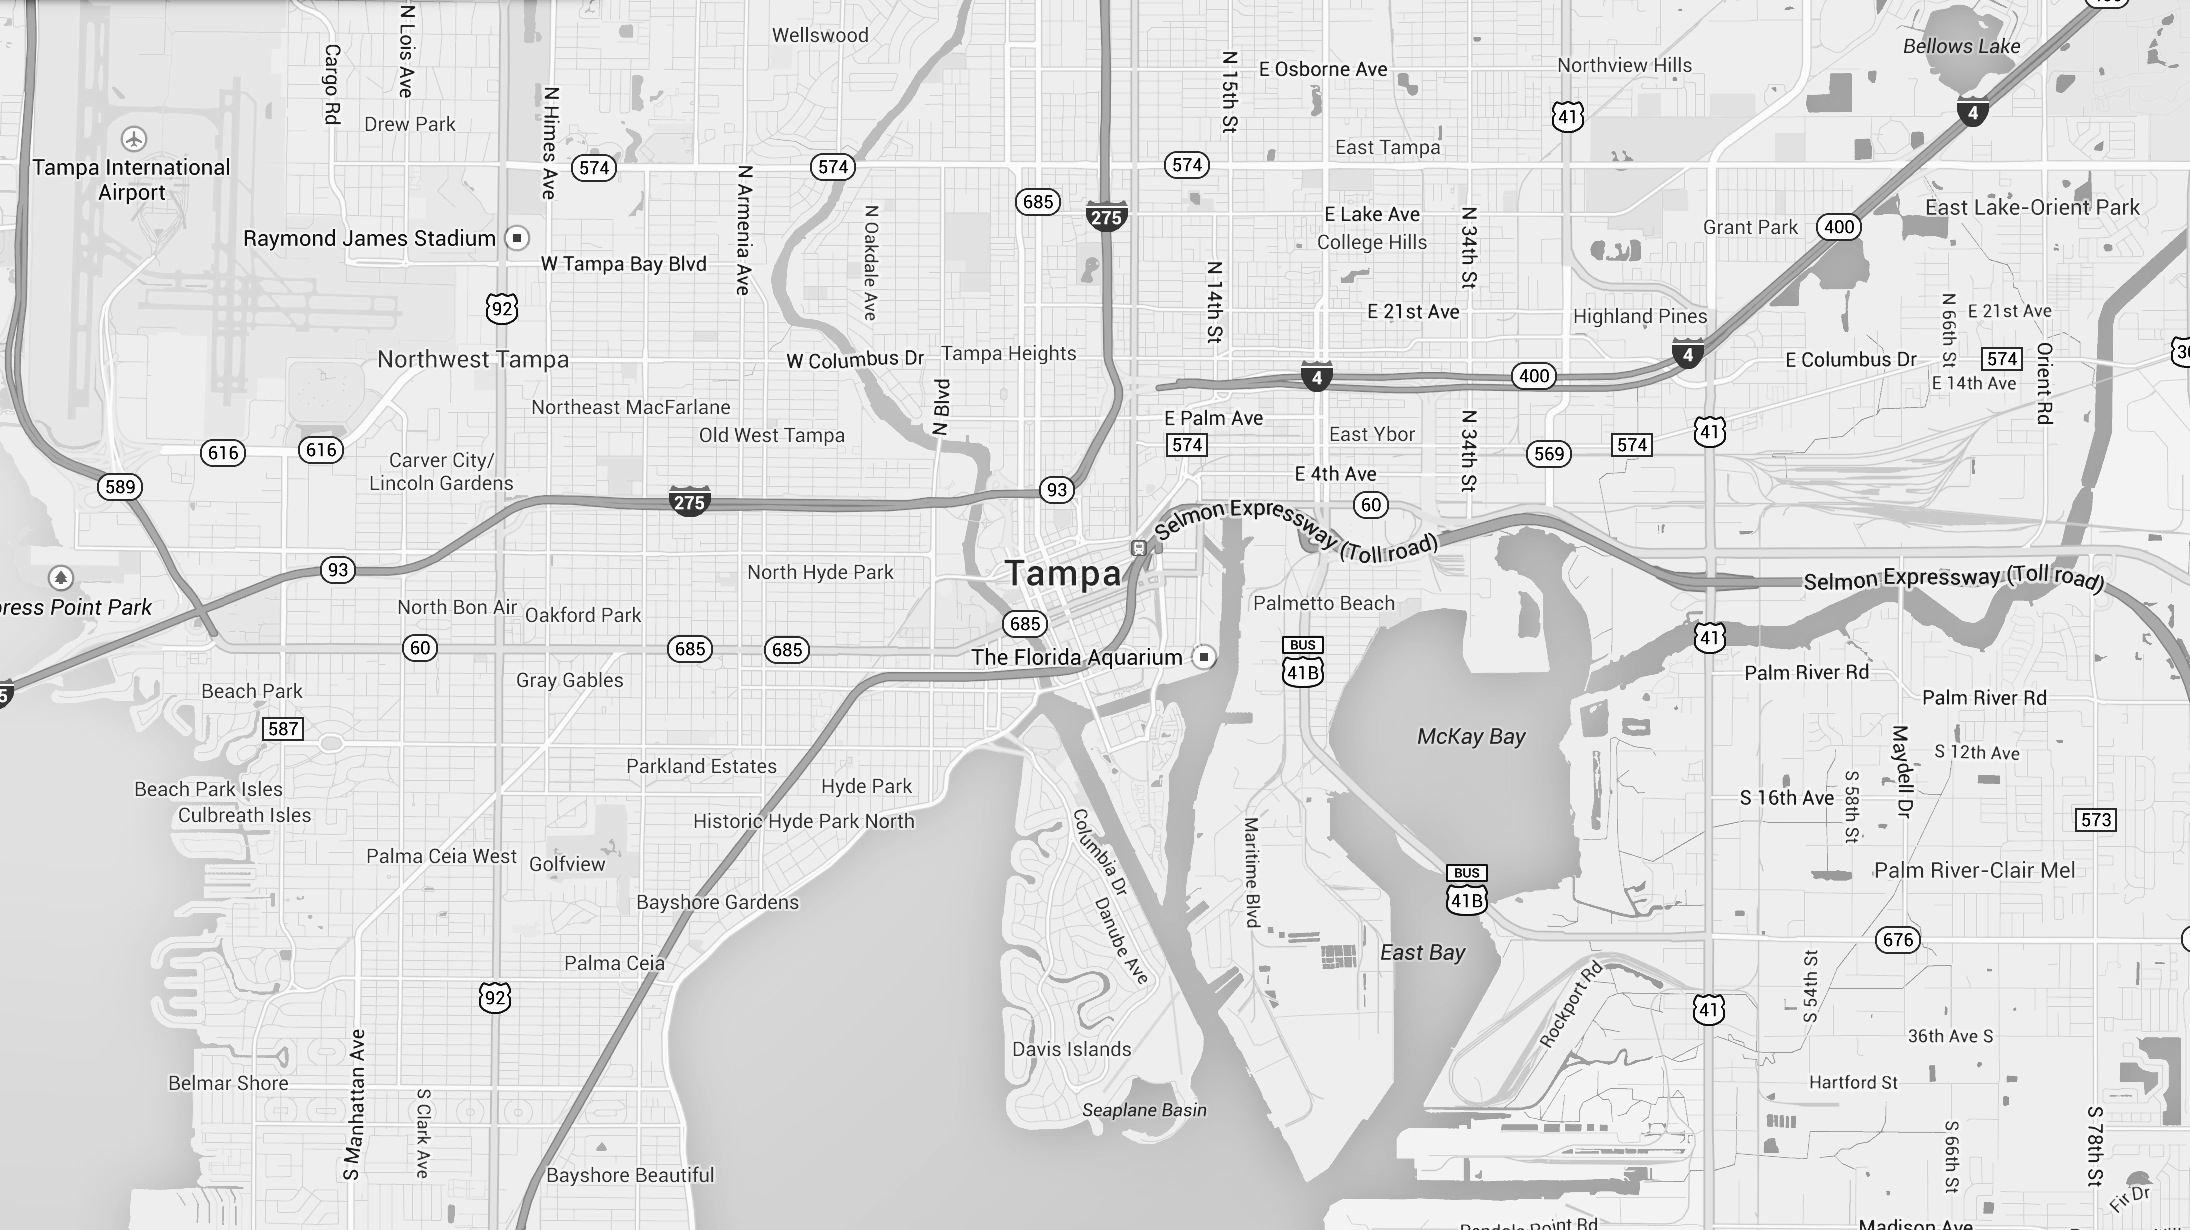 N Lois Ave
Cargo Rd
Wellswood
N 15th St
E Osborne Ave
Northview Hills
Bellows Lake
N Himes Ave
Drew Park
41
4
East Tampa
Tampa International
Airport
574
574
574
N Armenia Ave
685
275
N Oakdale Ave
E Lake Ave
College Hills
N 34th St
Grant Park
400
East Lake-Orient Park
Raymond James Stadium
W Tampa Bay Blvd
N 14th St
92
E 21st Ave
Highland Pines
N 66th St
E 21st Ave
Northwest Tampa
W Columbus Dr
Tampa Heights
4
400
4
E Columbus Dr
574
E 14th Ave
Orient Rd
N Blvd
Northeast MacFarlane
Old West Tampa
E Palm Ave
574
East Ybor
N 34th St
569
574
41
616
616
Carver City/
Lincoln Gardens
E 4th Ave
589
275
93
60
Selmon Expressway (Toll road)
93
Tampa
North Hyde Park
Selmon Expressway (Toll road)
ress Point Park
North Bon Air
Oakford Park
685
Palmetto Beach
60
685
685
The Florida Aquarium
BUS
41B
41
Palm River Rd
Palm River Rd
5
Beach Park
Gray Gables
587
McKay Bay
Maydell Dr
S 12th Ave
Parkland Estates
Hyde Park
Beach Park Isles
Culbreath Isles
Historic Hyde Park North
Columbia Dr
Maritime Blvd
S 16th Ave
S 58th St
573
Palma Ceia West
Golfview
Palm River-Clair Mel
BUS
41B
Bayshore Gardens
Danube Ave
East Bay
676
Palma Ceia
92
Rockport Rd
41
S 54th St
36th Ave S
Davis Islands
Belmar Shore
S Manhattan Ave
S Clark Ave
Seaplane Basin
Hartford St
S 66th St
S 78th St
Bayshore Beautiful
Fir Dr
Madison Ave